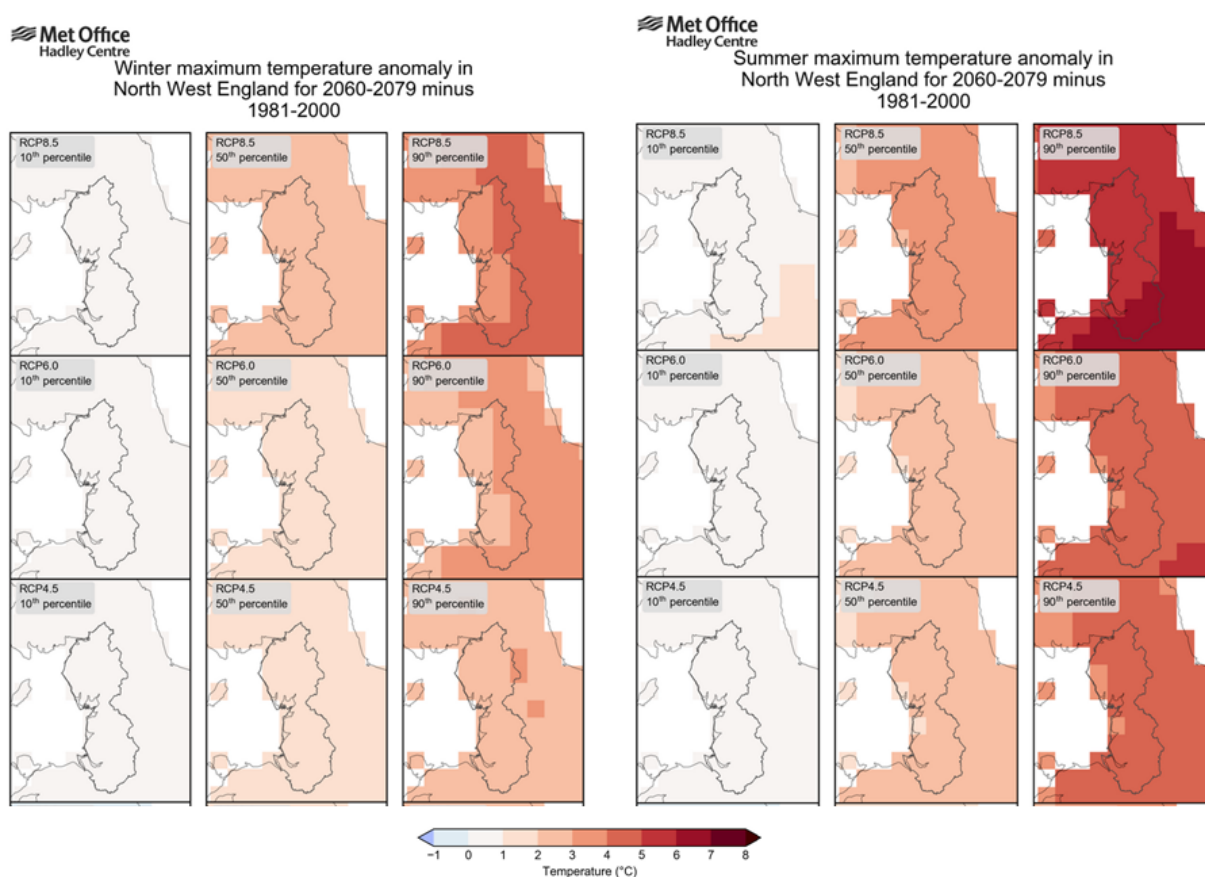 Met Office
Hadley Centre
Winter maximum temperature anomaly in
North West England for 2060-2079 minus
1981-2000
RCP8.5
10th percentile
RCP8.5
50th percentile
RCP8.5
90th percentile
RCP6.0
10th percentile
RCP6.0
50th percentile
RCP6.0
90th percentile
RCP4.5
10th percentile
RCP4.5
50th percentile
RCP4.5
90th percentile
Met Office
Hadley Centre
Summer maximum temperature anomaly in
North West England for 2060-2079 minus
1981-2000
RCP8.5
10th percentile
RCP8.5
50th percentile
RCP8.5
90th percentile
RCP6.0
10th percentile
RCP6.0
50th percentile
RCP6.0
90th percentile
RCP4.5
10th percentile
RCP4.5
50th percentile
RCP4.5
90th percentile
−1 0 1 2 3 4 5 6 7 8
Temperature (°C)